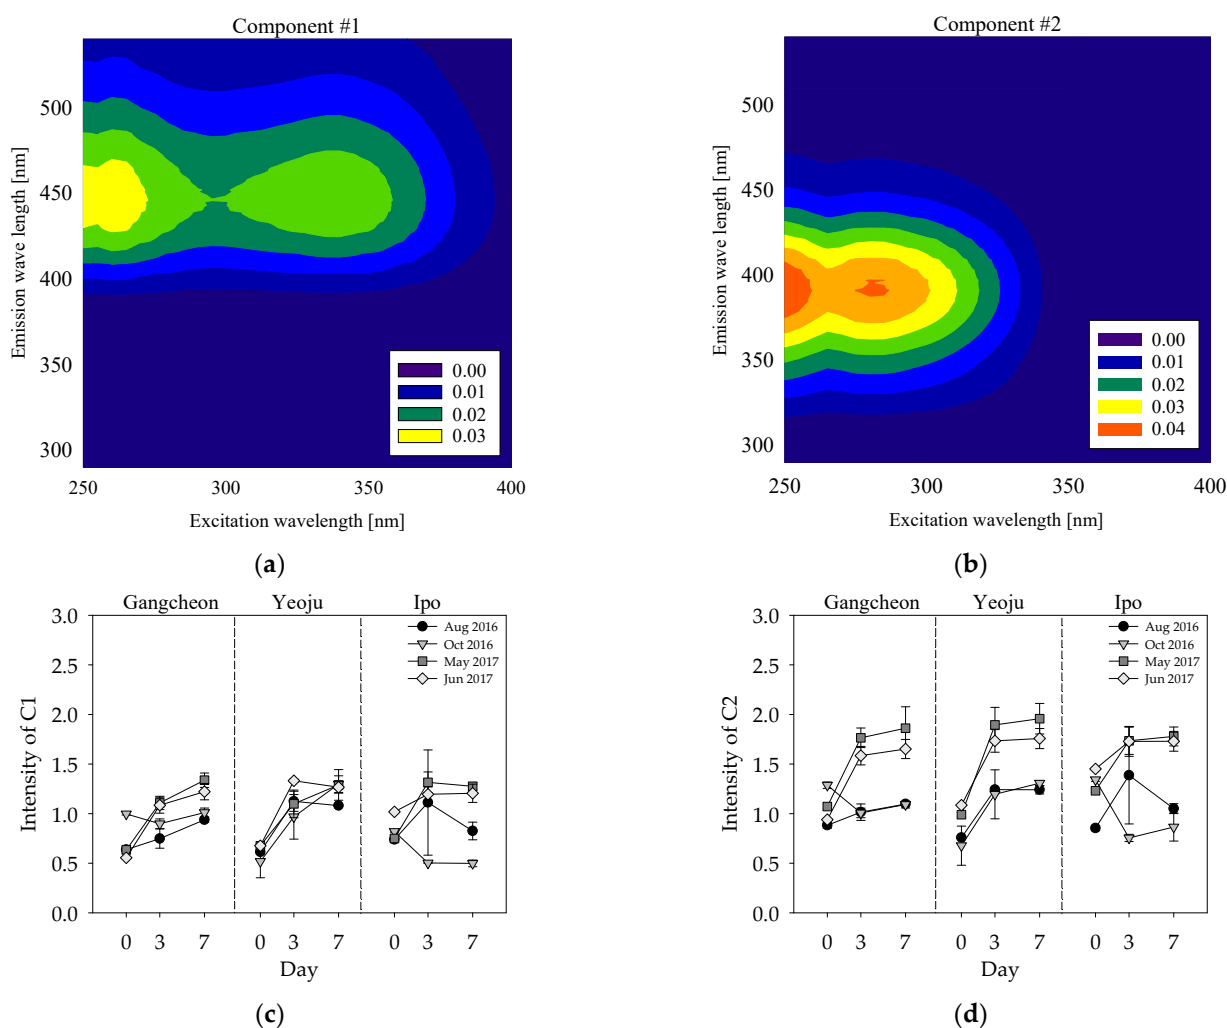 Component #1
Emission wave length [nm]
500
450
400
350
300
0.00
0.01
0.02
0.03
250
300
350
400
Excitation wavelength [nm]
(a)
Component #2
Emission wave length [nm]
500
450
400
350
300
0.00
0.01
0.02
0.03
0.04
250
300
350
400
Excitation wavelength [nm]
(b)
Gangcheon
Yeoju
Ipo
Intensity of C1
3.0
2.5
2.0
1.5
1.0
0.5
0.0
Aug 2016
Oct 2016
May 2017
Jun 2017
0 3 7 0 3 7 0 3 7
Day
(c)
Gangcheon
Yeoju
Ipo
Intensity of C2
3.0
2.5
2.0
1.5
1.0
0.5
0.0
Aug 2016
Oct 2016
May 2017
Jun 2017
0 3 7 0 3 7 0 3 7
Day
(d)